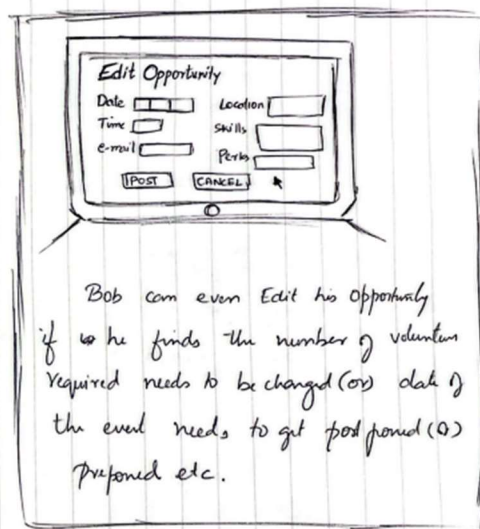 Edit Opportunity
Date
Time
e-mail
Location
Skills
Perks
POST
CANCEL
Bob can even Edit his opportunity
if he finds the number of volunteers
required needs to be changed (or) date of
the event needs to get postponed (or)
preponed etc.